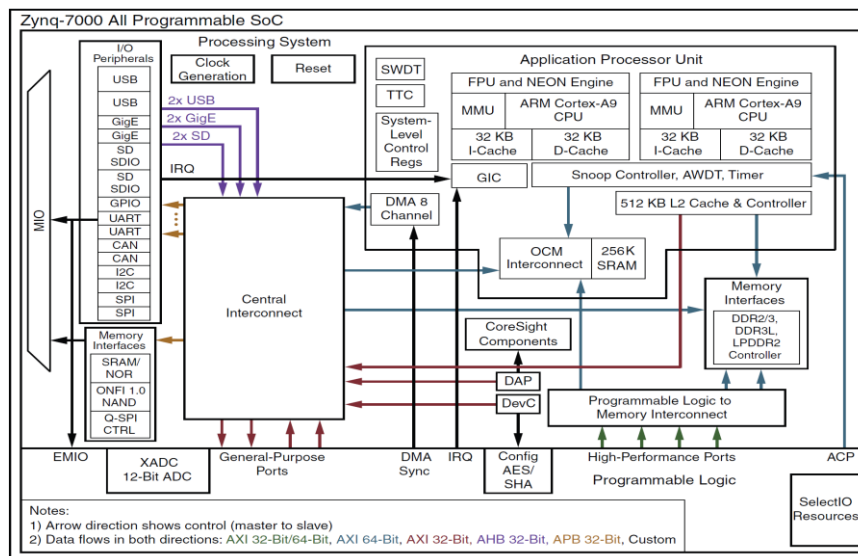 Zynq-7000 All Programmable SoC
I/O
Peripherals
USB
USB
GigE
GigE
SD
SDIO
SD
SDIO
GPIO
UART
UART
CAN
CAN
I2C
I2C
SPI
SPI
MIO
Memory
Interfaces
SRAM/
NOR
ONFI 1.0
NAND
Q-SPI
CTRL
Processing System
Clock
Generation
Reset
2x USB
2x GigE
2x SD
IRQ
Central
Interconnect
Application Processor Unit
SWDT
TTC
System-
Level
Control
Regs
FPU and NEON Engine
MMU
ARM Cortex-A9
CPU
32 KB
I-Cache
32 KB
D-Cache
FPU and NEON Engine
MMU
ARM Cortex-A9
CPU
32 KB
I-Cache
32 KB
D-Cache
GIC
Snoop Controller, AWDT, Timer
DMA 8
Channel
512 KB L2 Cache & Controller
OCM
Interconnect
256K
SRAM
Memory
Interfaces
DDR2/3,
DDR3L,
LPDDR2
Controller
CoreSight
Components
DAP
DevC
Programmable Logic to
Memory Interconnect
EMIO
XADC
12-Bit ADC
General-Purpose
Ports
DMA
Sync
IRQ
Config
AES/
SHA
High-Performance Ports
ACP
Programmable Logic
SelectIO
Resources
Notes:
1) Arrow direction shows control (master to slave)
2) Data flows in both directions: AXI 32-Bit/64-Bit, AXI 64-Bit, AXI 32-Bit, AHB 32-Bit, APB 32-Bit, Custom